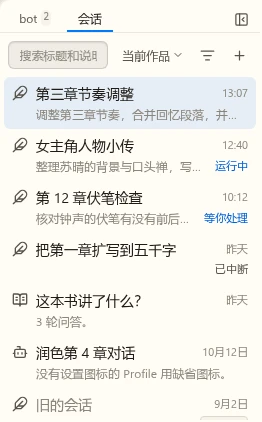 bot 2 会话
搜索标题和说明 当前作品
第三章节奏调整 13:07
调整第三章节奏，合并回忆段落，并...
女主角人物小传 12:40
整理苏晴的背景与口头禅，写... 运行中
第 12 章伏笔检查 10:12
核对钟声的伏笔有没有前后... 等你处理
把第一章扩写到五千字 昨天
已中断
这本书讲了什么？ 昨天
3 轮问答。
润色第 4 章对话 10月12日
没有设置图标的 Profile 用缺省图标。
旧的会话 9月2日